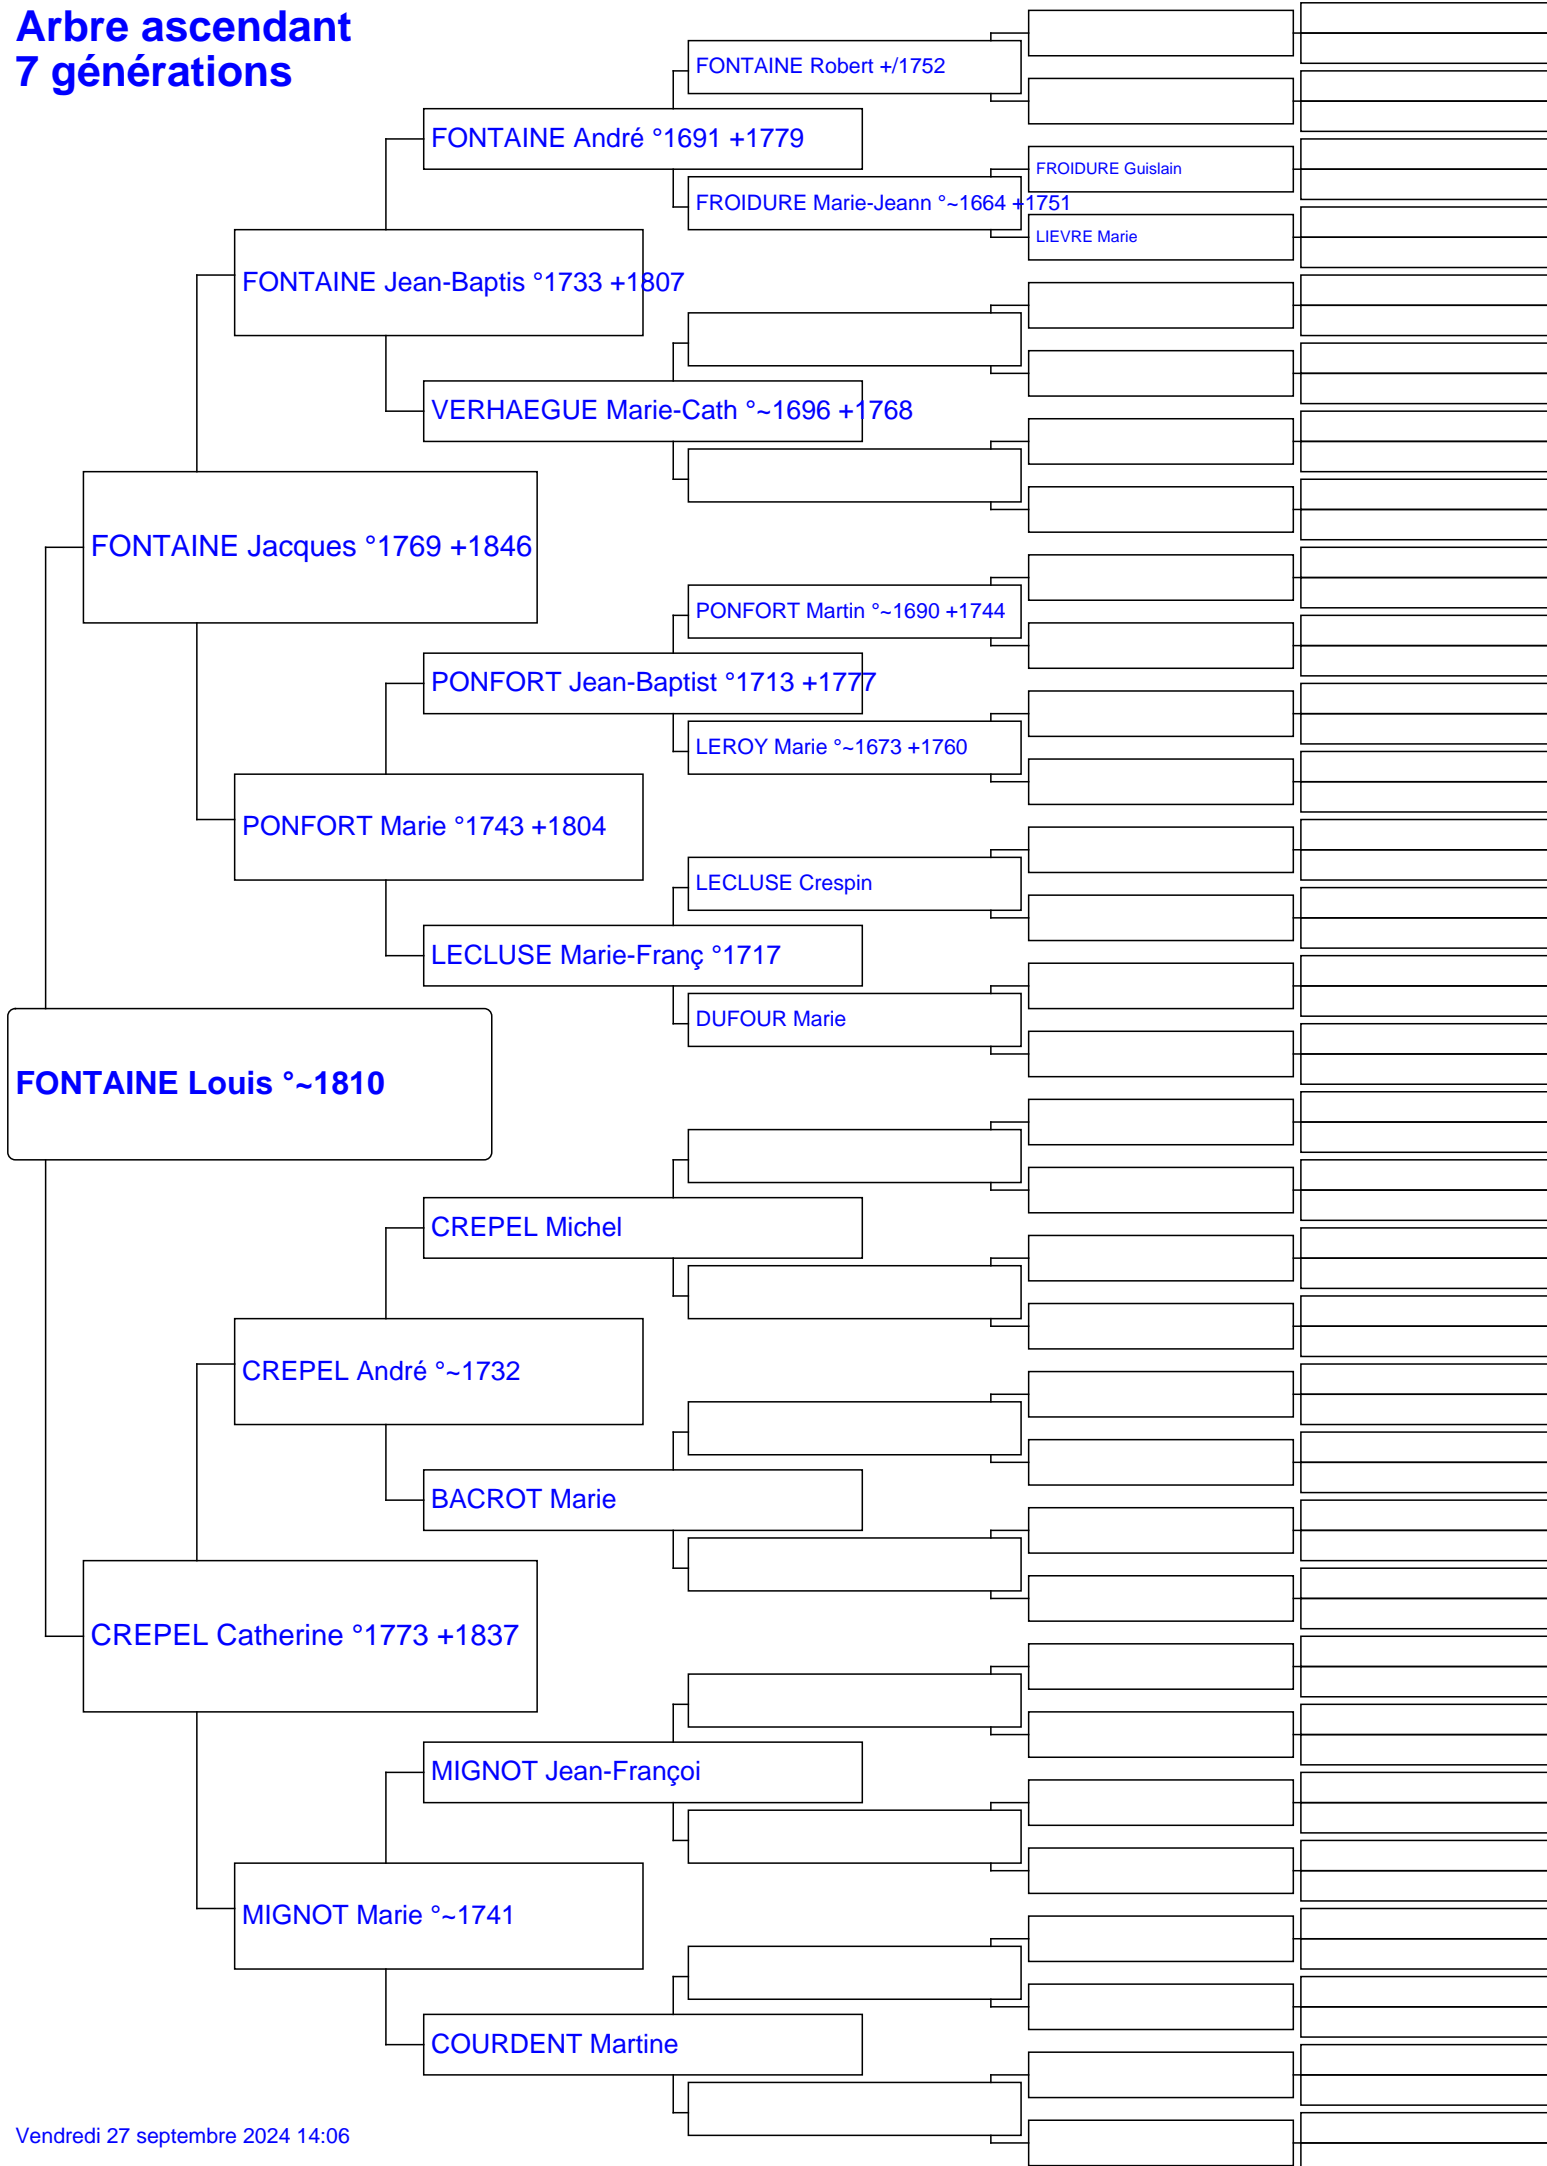 Arbre ascendant
7 générations
FONTAINE Robert +/1752
FONTAINE André °1691 +1779
FROIDURE Guislain
FROIDURE Marie-Jeann °~1664 +1751
LIEVRE Marie
FONTAINE Jean-Baptis °1733 +1807
VERHAEGUE Marie-Cath °~1696 +1768
FONTAINE Jacques °1769 +1846
PONFORT Martin °~1690 +1744
PONFORT Jean-Baptist °1713 +1777
LEROY Marie °~1673 +1760
PONFORT Marie °1743 +1804
LECLUSE Crespin
LECLUSE Marie-Franç °1717
DUFOUR Marie
FONTAINE Louis °~1810
CREPEL Michel
CREPEL André °~1732
BACROT Marie
CREPEL Catherine °1773 +1837
MIGNOT Jean-Françoi
MIGNOT Marie °~1741
COURDENT Martine
Vendredi 27 septembre 2024 14:06